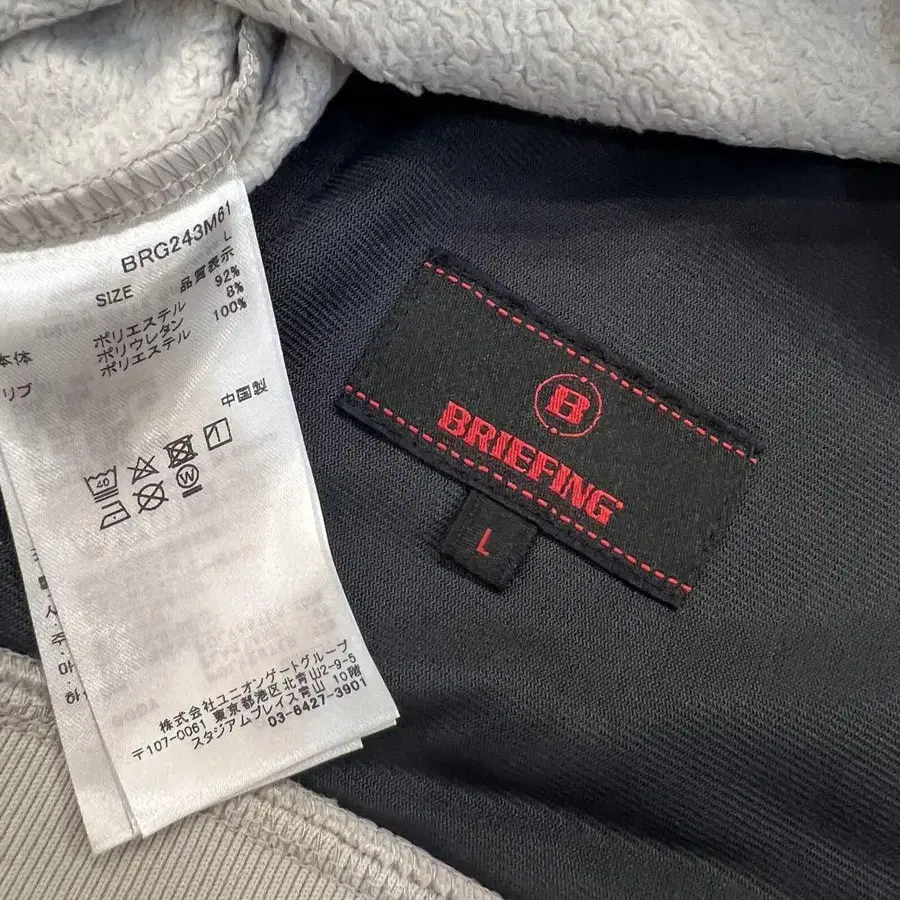 BRG243M61
SIZE L
品質表示
本体 ポリエステル 92%
ポリウレタン 8%
リブ ポリエステル 100%
中国製
40
W
株式会社ユニオンゲートグループ
〒107-0061 東京都港区北青山2-9-5
スタジアムプレイス青山 10階
03-6427-3901
B
BRIEFING
L